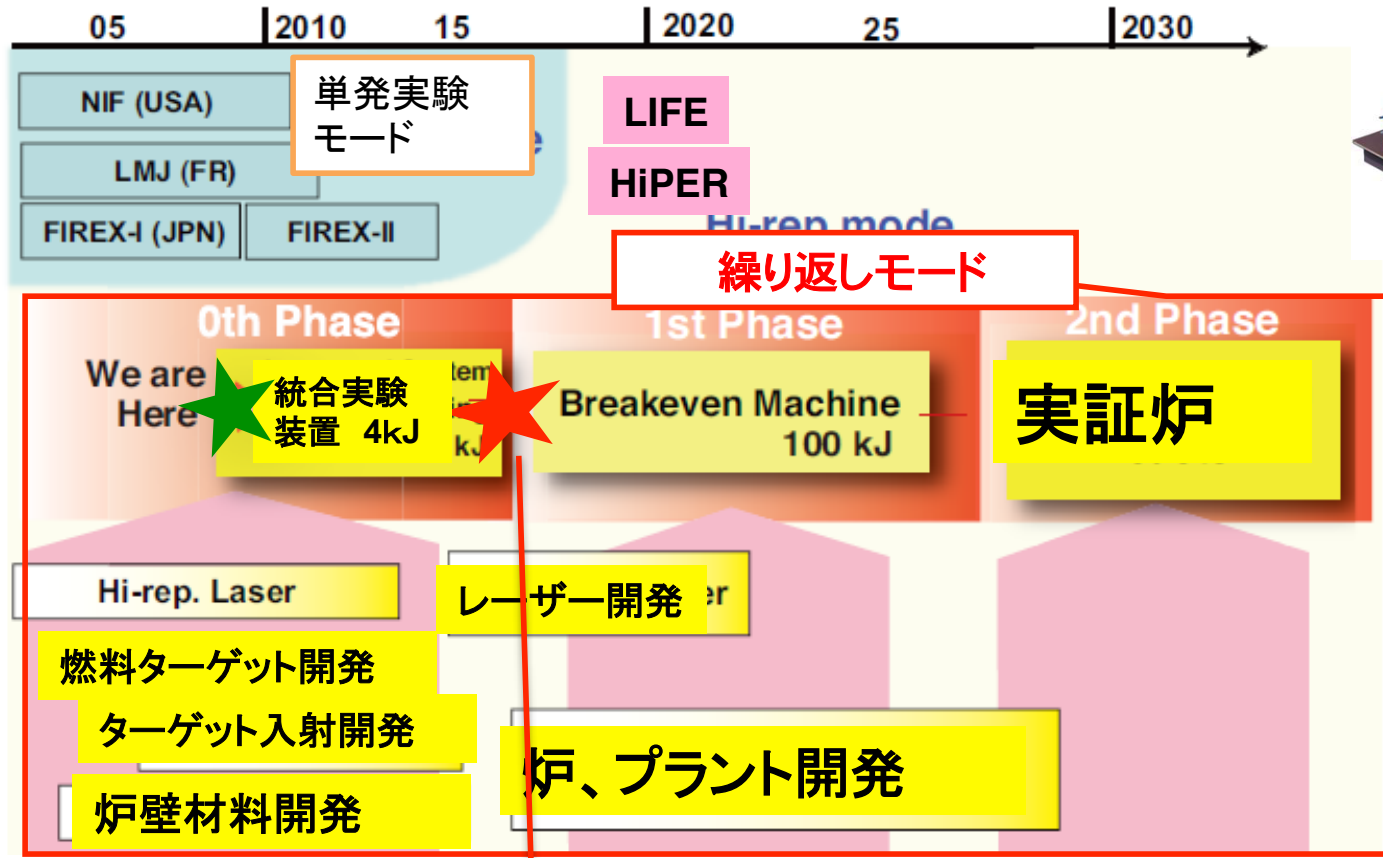 05
2010
15
2020
25
2030
NIF (USA)
単発実験
モード
LMJ (FR)
FIREX-I (JPN)
FIREX-II
LIFE
HiPER
Hi-rep mode
繰り返しモード
0th Phase
1st Phase
2nd Phase
We are
Here
統合実験
装置 4kJ
kJ
Breakeven Machine
100 kJ
実証炉
Hi-rep. Laser
レーザー開発
燃料ターゲット開発
ターゲット入射開発
炉、プラント開発
炉壁材料開発